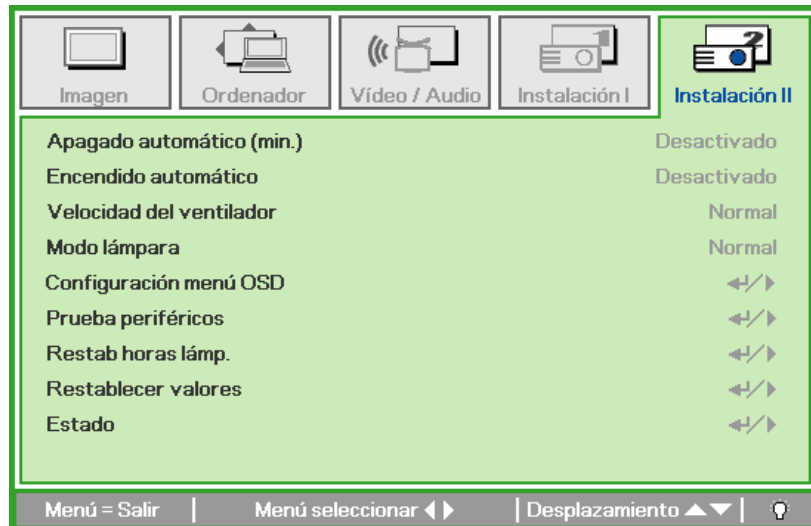 Imagen Ordenador Vídeo / Audio Instalación I Instalación II
Apagado automático (min.) Desactivado
Encendido automático Desactivado
Velocidad del ventilador Normal
Modo lámpara Normal
Configuración menú OSD
Prueba periféricos
Restab horas lámp.
Restablecer valores
Estado
Menú = Salir | Menú seleccionar | Desplazamiento |